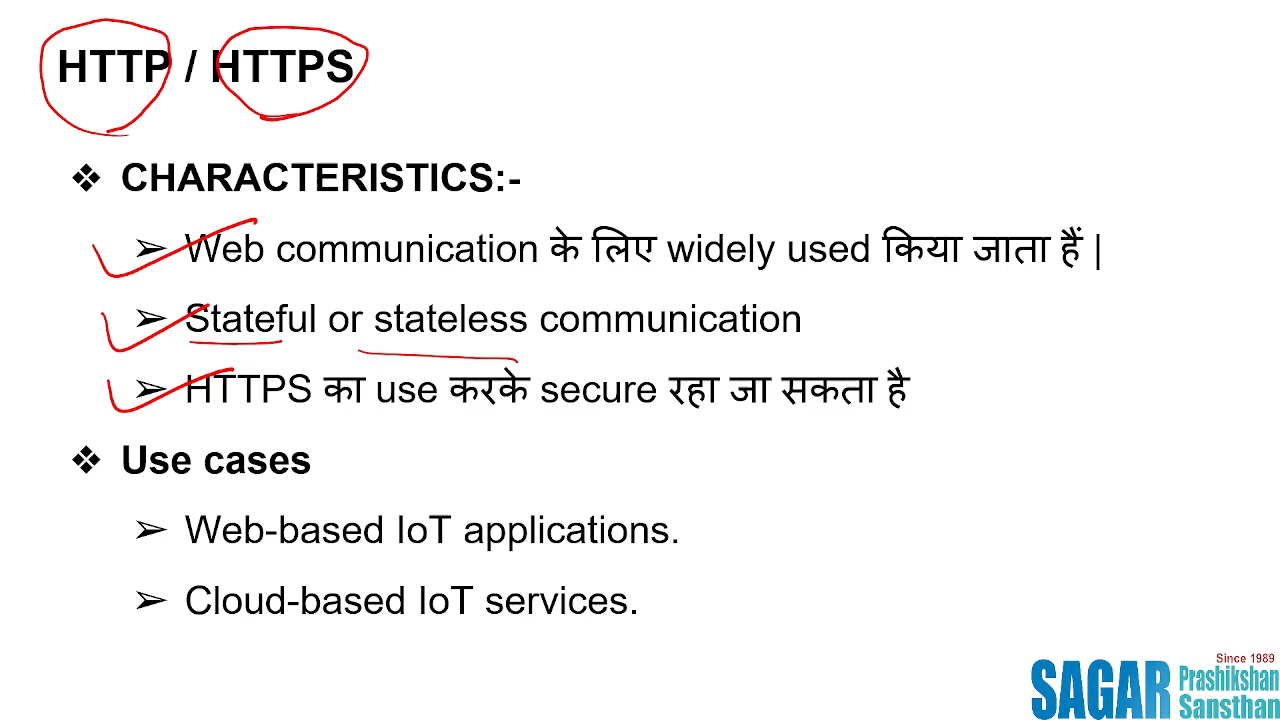 HTTP / HTTPS
❖ CHARACTERISTICS:-
➢ Web communication के लिए widely used किया जाता हैं |
➢ Stateful or stateless communication
➢ HTTPS का use करके secure रहा जा सकता है
❖ Use cases
➢ Web-based IoT applications.
➢ Cloud-based IoT services.
Since 1989
SAGAR Prashikshan
Sansthan